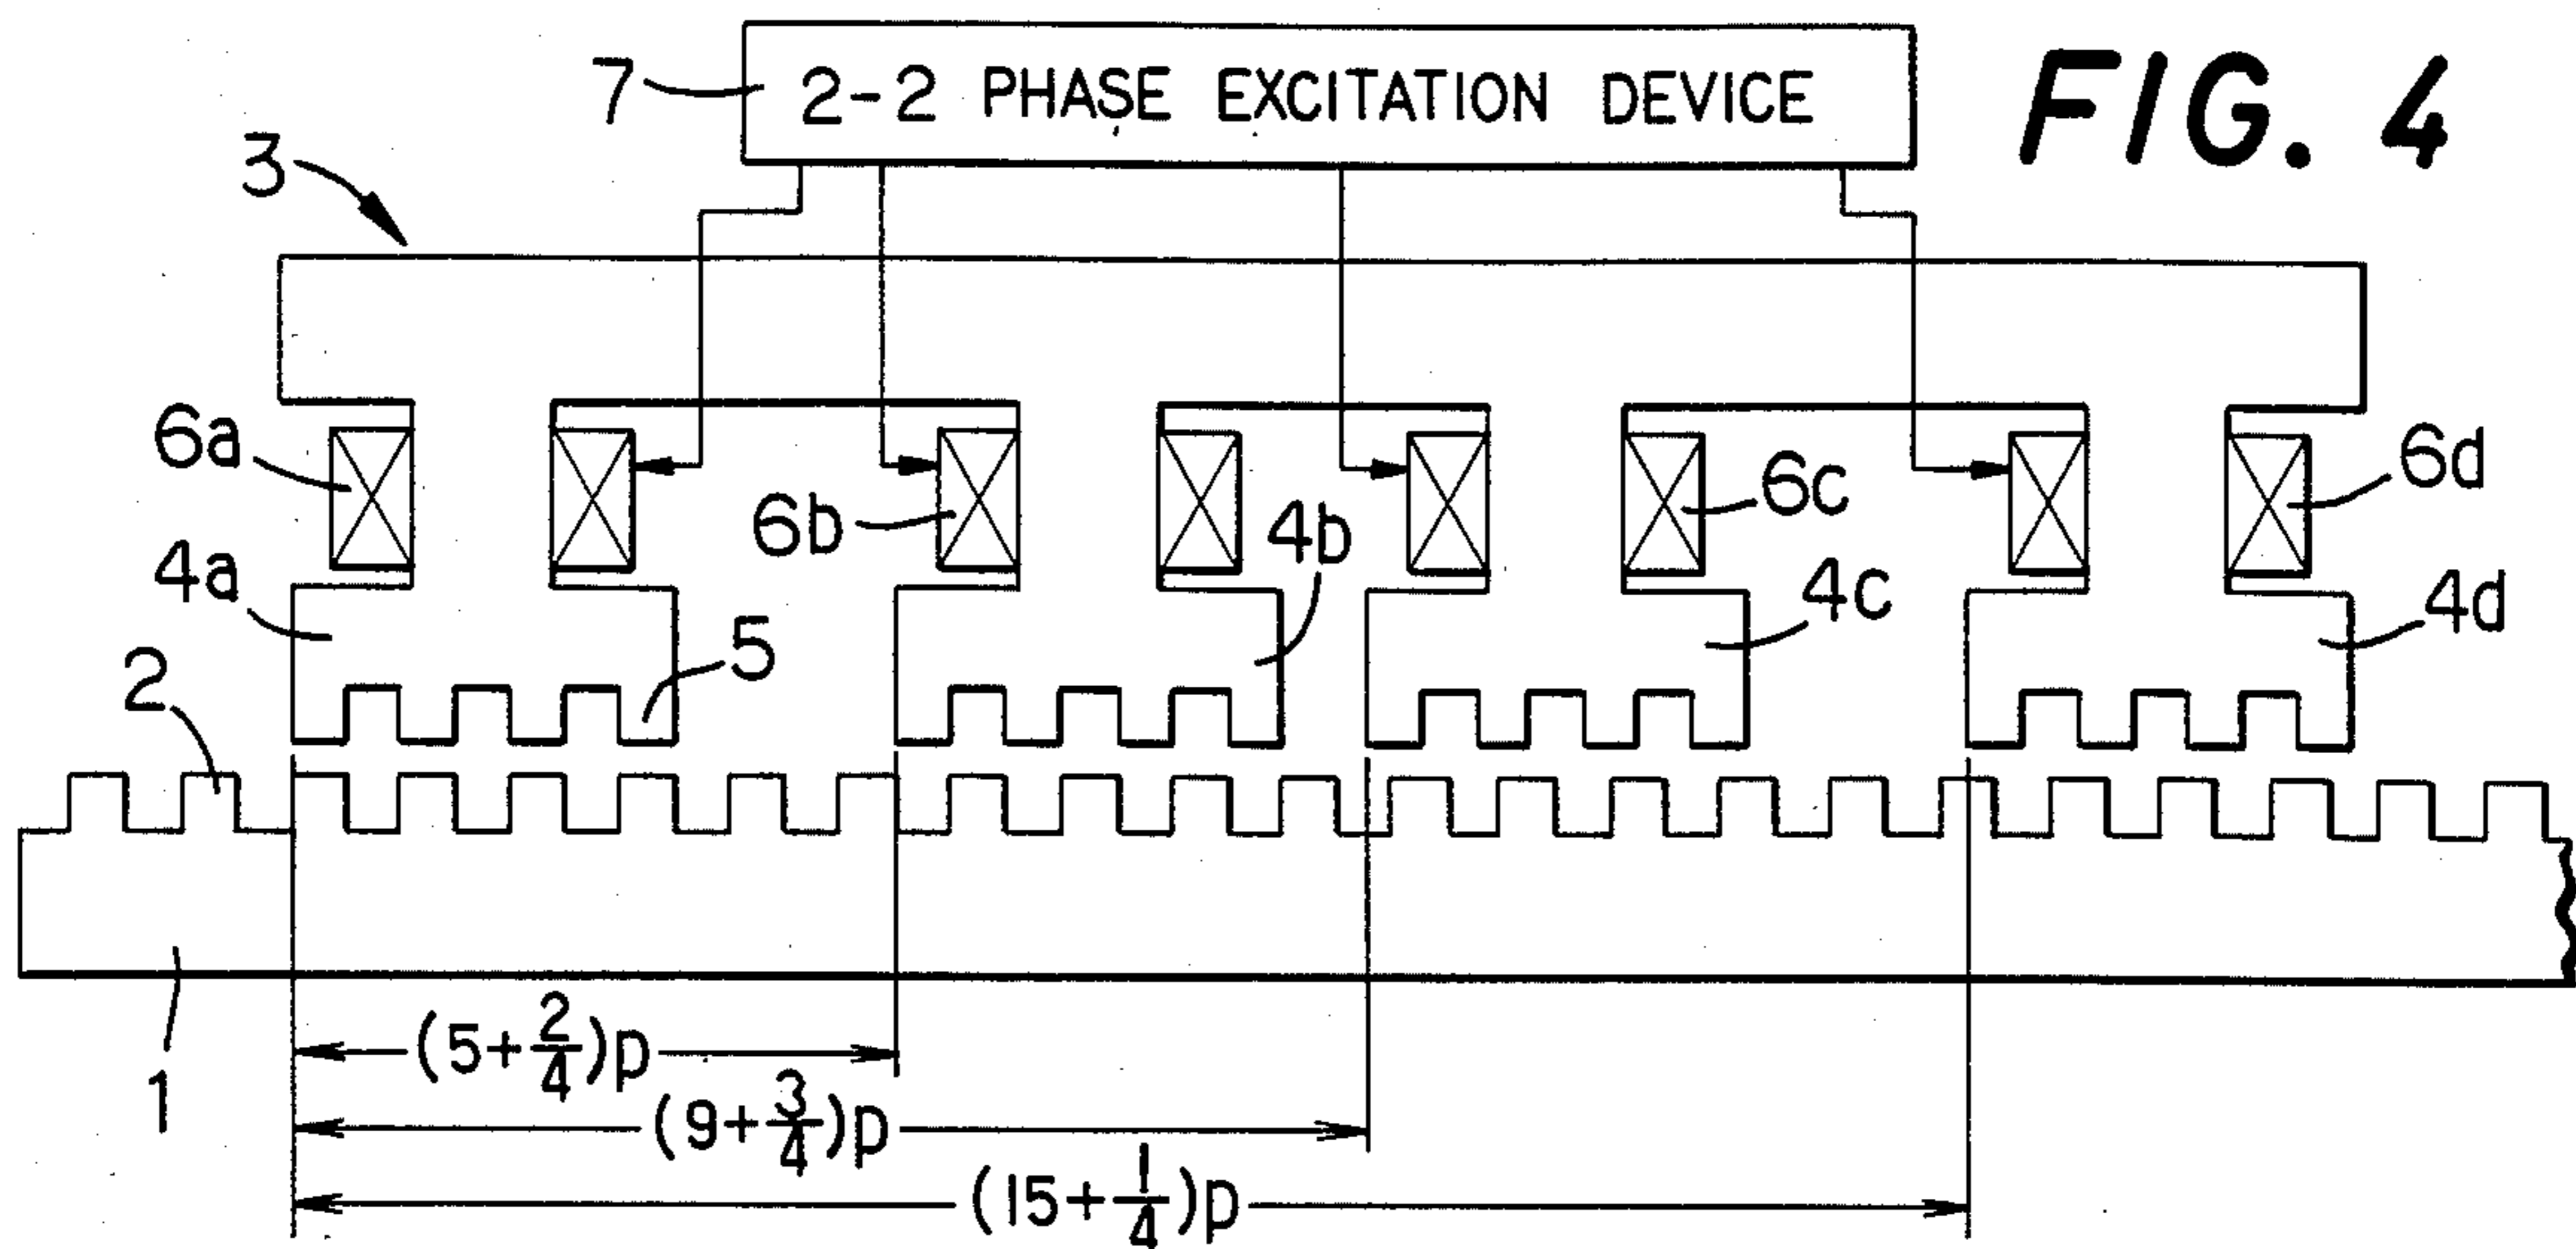 FIG. 4
7 2-2 PHASE EXCITATION DEVICE
3
6a 6b 6c 6d
4a 4b 4c 4d
5
2
1
(5+2/4)p
(9+3/4)p
(15+1/4)p